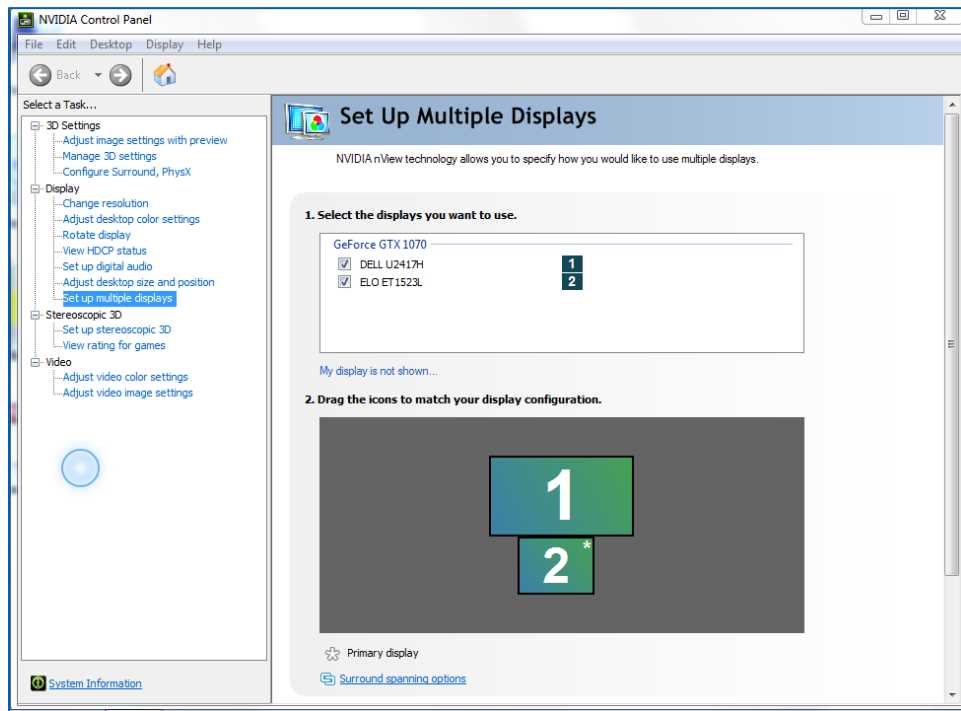 NVIDIA Control Panel
File Edit Desktop Display Help
Back
Select a Task...
3D Settings
Adjust image settings with preview
Manage 3D settings
Configure Surround, PhysX
Display
Change resolution
Adjust desktop color settings
Rotate display
View HDCP status
Set up digital audio
Adjust desktop size and position
Set up multiple displays
Stereoscopic 3D
Set up stereoscopic 3D
View rating for games
Video
Adjust video color settings
Adjust video image settings
System Information
Set Up Multiple Displays
NVIDIA nView technology allows you to specify how you would like to use multiple displays.
1. Select the displays you want to use.
GeForce GTX 1070
DELL U2417H 1
ELO ET1523L 2
My display is not shown...
2. Drag the icons to match your display configuration.
1
2 *
Primary display
Surround spanning options